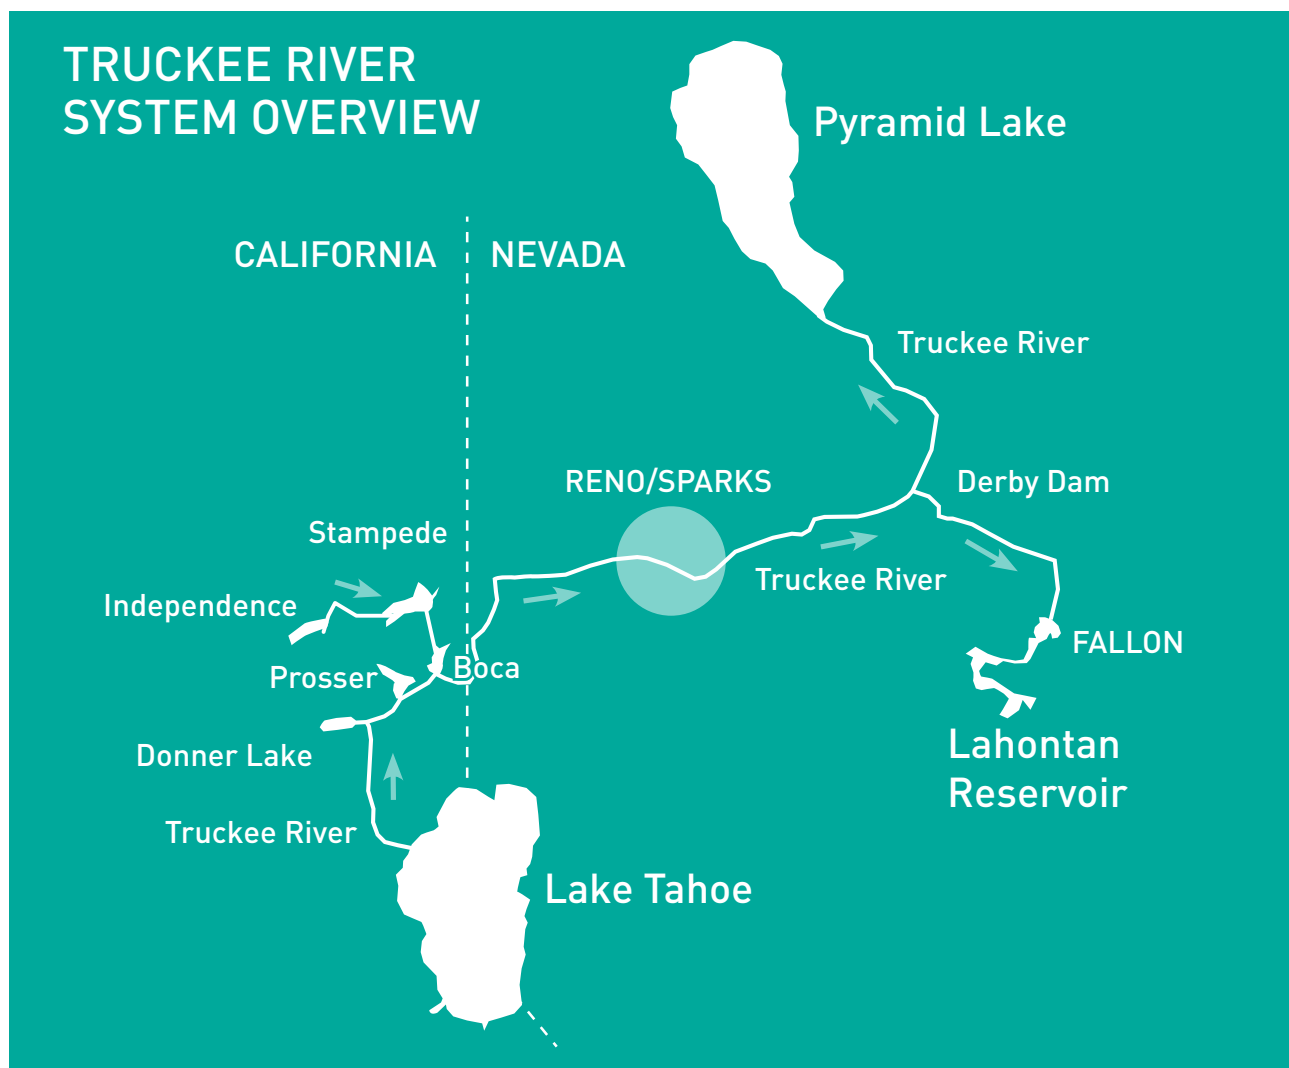 TRUCKEE RIVER
SYSTEM OVERVIEW
Pyramid Lake
CALIFORNIA
NEVADA
Truckee River
RENO/SPARKS
Derby Dam
Stampede
Truckee River
Independence
FALLON
Boca
Prosser
Lahontan
Reservoir
Donner Lake
Truckee River
Lake Tahoe